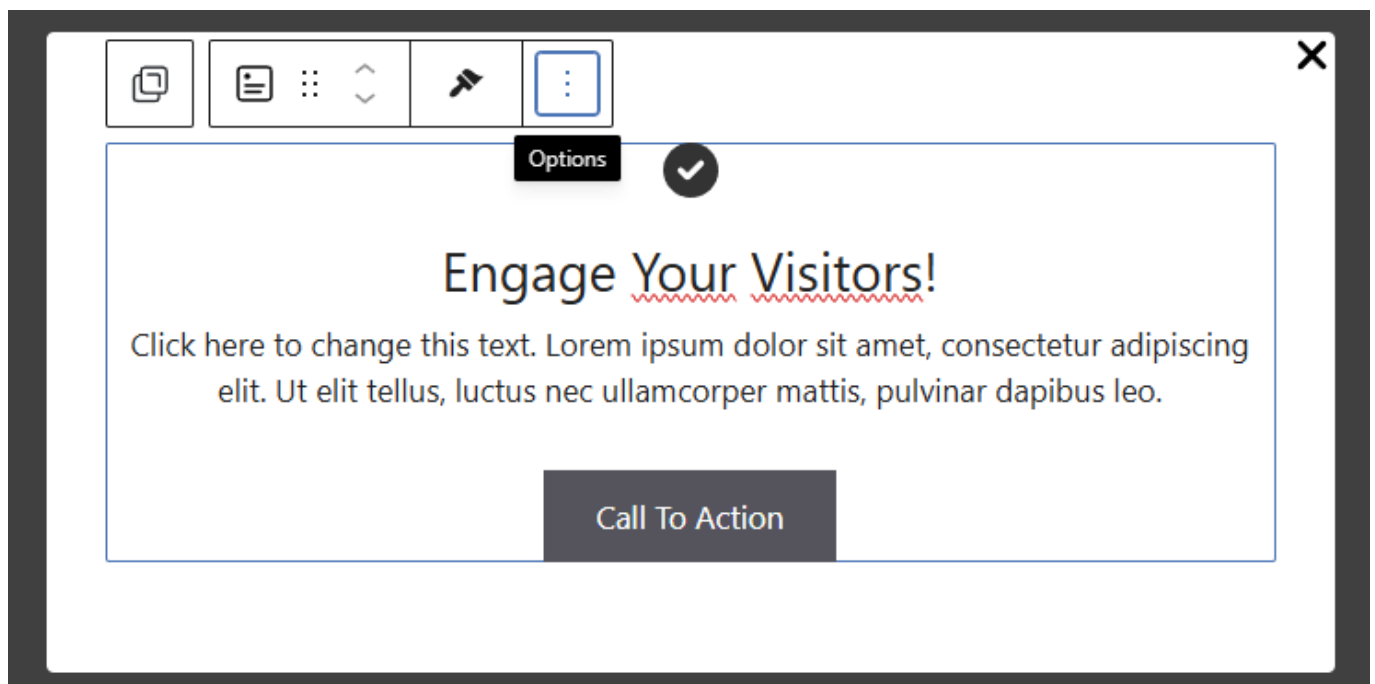 Options
Engage Your Visitors!
Click here to change this text. Lorem ipsum dolor sit amet, consectetur adipiscing
elit. Ut elit tellus, luctus nec ullamcorper mattis, pulvinar dapibus leo.
Call To Action